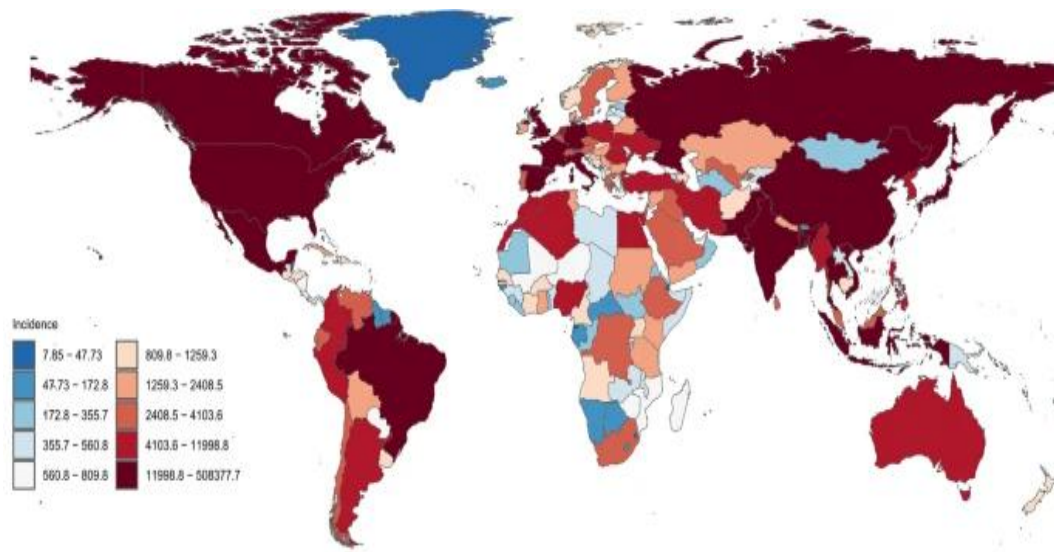 Incidence
7.85 – 47.73
47.73 – 172.8
172.8 – 355.7
355.7 – 560.8
560.8 – 809.8
809.8 – 1259.3
1259.3 – 2408.5
2408.5 – 4103.6
4103.6 – 11998.8
11998.8 – 508377.7